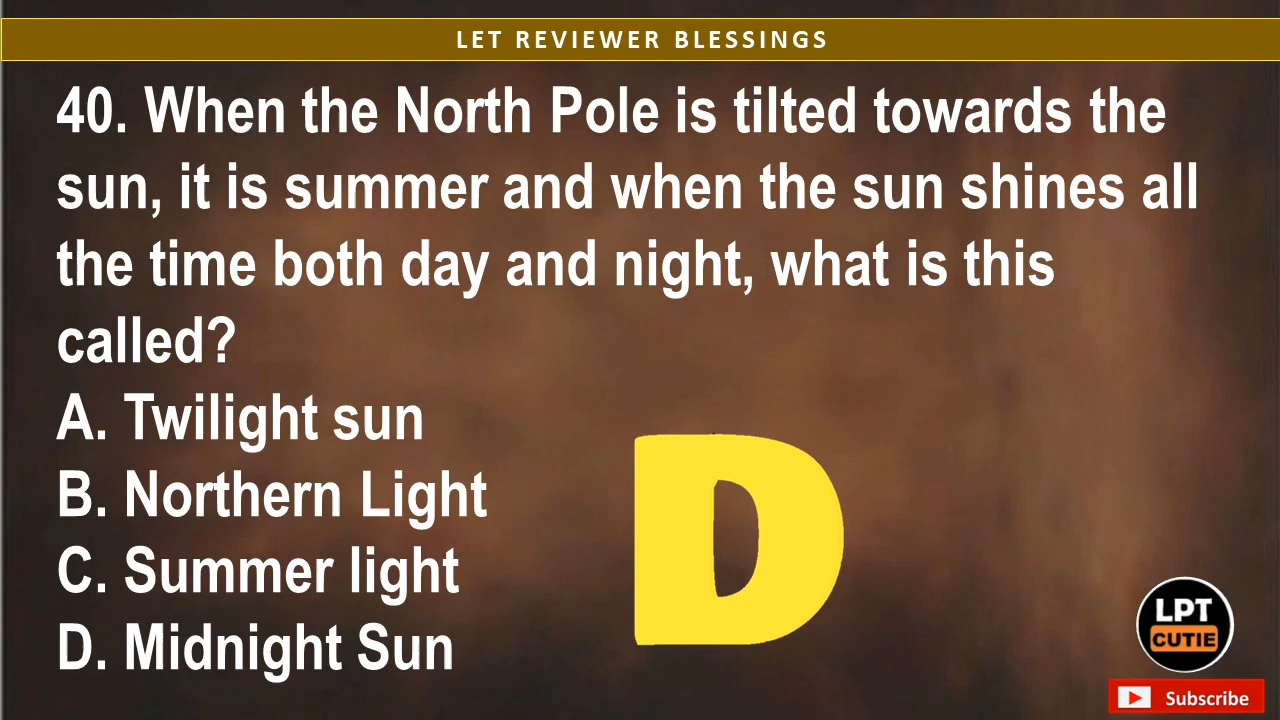 LET REVIEWER BLESSINGS
40. When the North Pole is tilted towards the
sun, it is summer and when the sun shines all
the time both day and night, what is this
called?
A. Twilight sun
B. Northern Light
C. Summer light
D. Midnight Sun
D
LPT
CUTIE
Subscribe